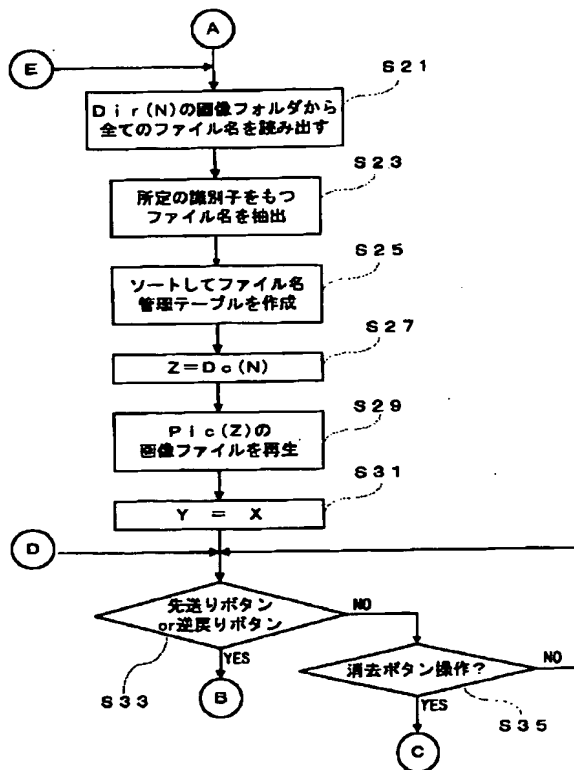 A
E
S21
Dir(N)の画像フォルダから
全てのファイル名を読み出す
S23
所定の識別子をもつ
ファイル名を抽出
S25
ソートしてファイル名
管理テーブルを作成
S27
Z=Dc(N)
S29
Pic(Z)の
画像ファイルを再生
S31
Y = X
D
先送りボタン
or逆戻りボタン
NO
YES
S33
B
消去ボタン操作?
NO
YES
S35
C